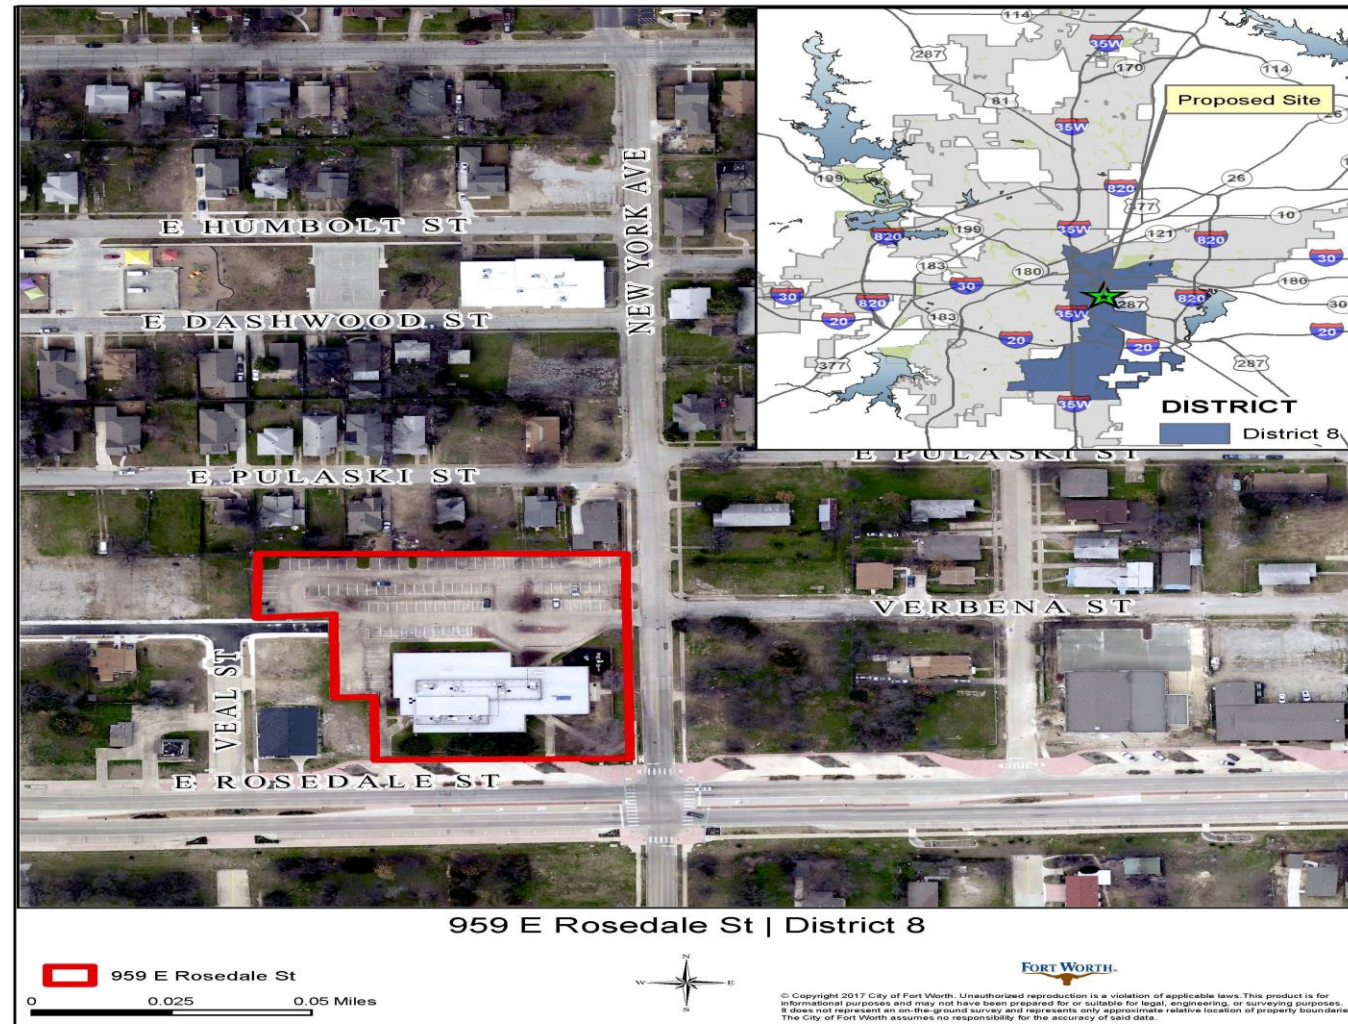 114
35W
287
170
114
81
Proposed Site
26
35W
199
820
26
377
10
35W
121
820
199
820
183
180
30
180
30
30
30
820
287
820
35W
20
183
20
20
20
377
287
35W
DISTRICT
District 8
E HUMBOLT ST
NEW YORK AVE
E DASHWOOD ST
E PULASKI ST
E PULASKI ST
VERBENA ST
VEAL ST
E ROSEDALE ST
959 E Rosedale St | District 8
959 E Rosedale St
0 0.025 0.05 Miles
N
W E
S
FORT WORTH
© Copyright 2017 City of Fort Worth. Unauthorized reproduction is a violation of applicable laws. This product is for
informational purposes and may not have been prepared for or suitable for legal, engineering, or surveying purposes.
It does not represent an on-the-ground survey and represents only approximate relative location of property boundarie
The City of Fort Worth assumes no responsibility for the accuracy of said data.